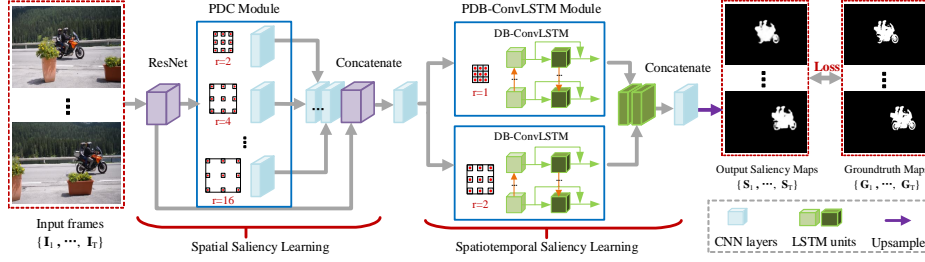 PDC Module
PDB-ConvLSTM Module
ResNet
r=2
r=4
r=16
Concatenate
DB-ConvLSTM
r=1
DB-ConvLSTM
r=2
Concatenate
Loss
Input frames
{I1, ···, IT}
Spatial Saliency Learning
Spatiotemporal Saliency Learning
Output Saliency Maps
{S1, ···, ST}
Groundtruth Maps
{G1, ···, GT}
CNN layers
LSTM units
Upsample